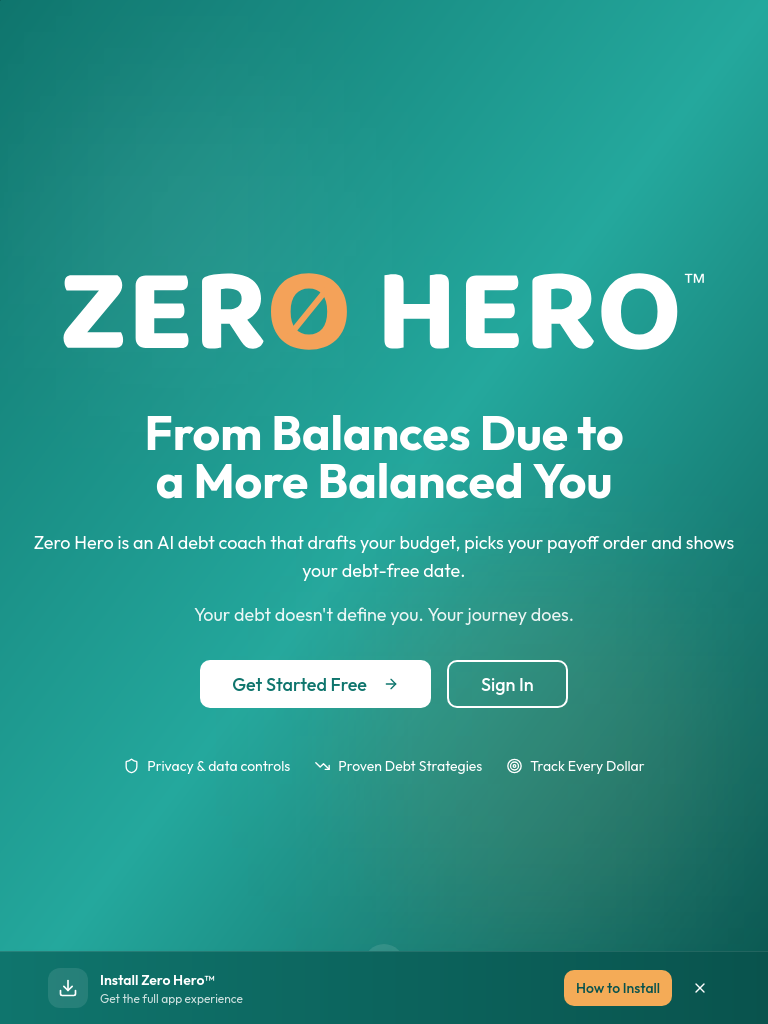 ZERØ HERO™
From Balances Due to
a More Balanced You
Zero Hero is an AI debt coach that drafts your budget, picks your payoff order and shows
your debt-free date.
Your debt doesn't define you. Your journey does.
Get Started Free →
Sign In
Privacy & data controls
Proven Debt Strategies
Track Every Dollar
Install Zero Hero™
Get the full app experience
How to Install